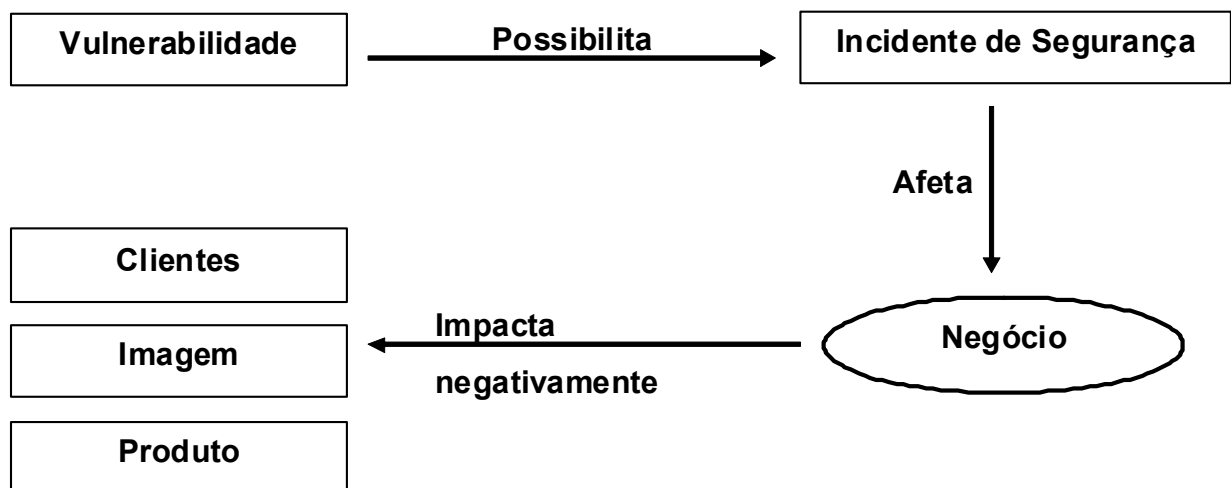 Vulnerabilidade
Possibilita
Incidente de Segurança
Afeta
Clientes
Imagem
Produto
Impacta
negativamente
Negócio